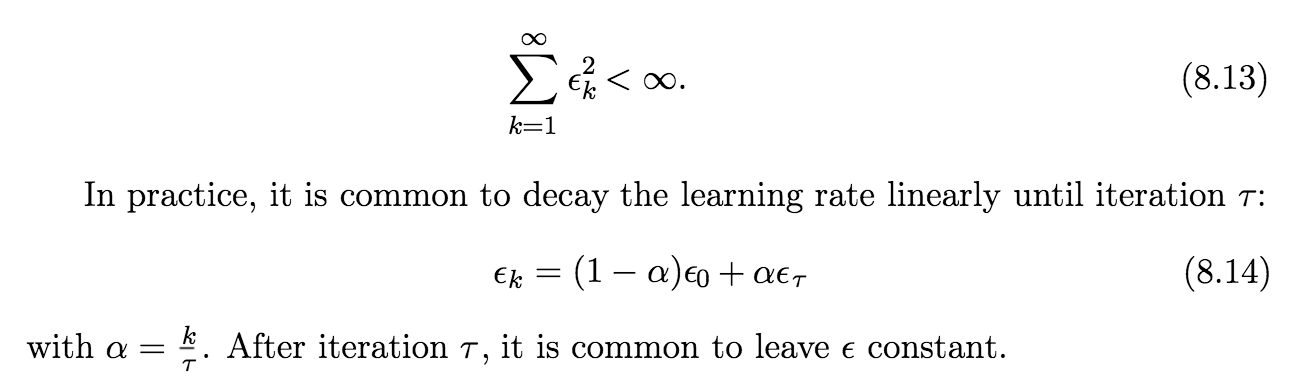 ∑_{k=1}^{∞} ϵ_k^2 < ∞. (8.13)
In practice, it is common to decay the learning rate linearly until iteration τ:
ϵ_k = (1 − α)ϵ_0 + αϵ_τ (8.14)
with α = k/τ. After iteration τ, it is common to leave ϵ constant.